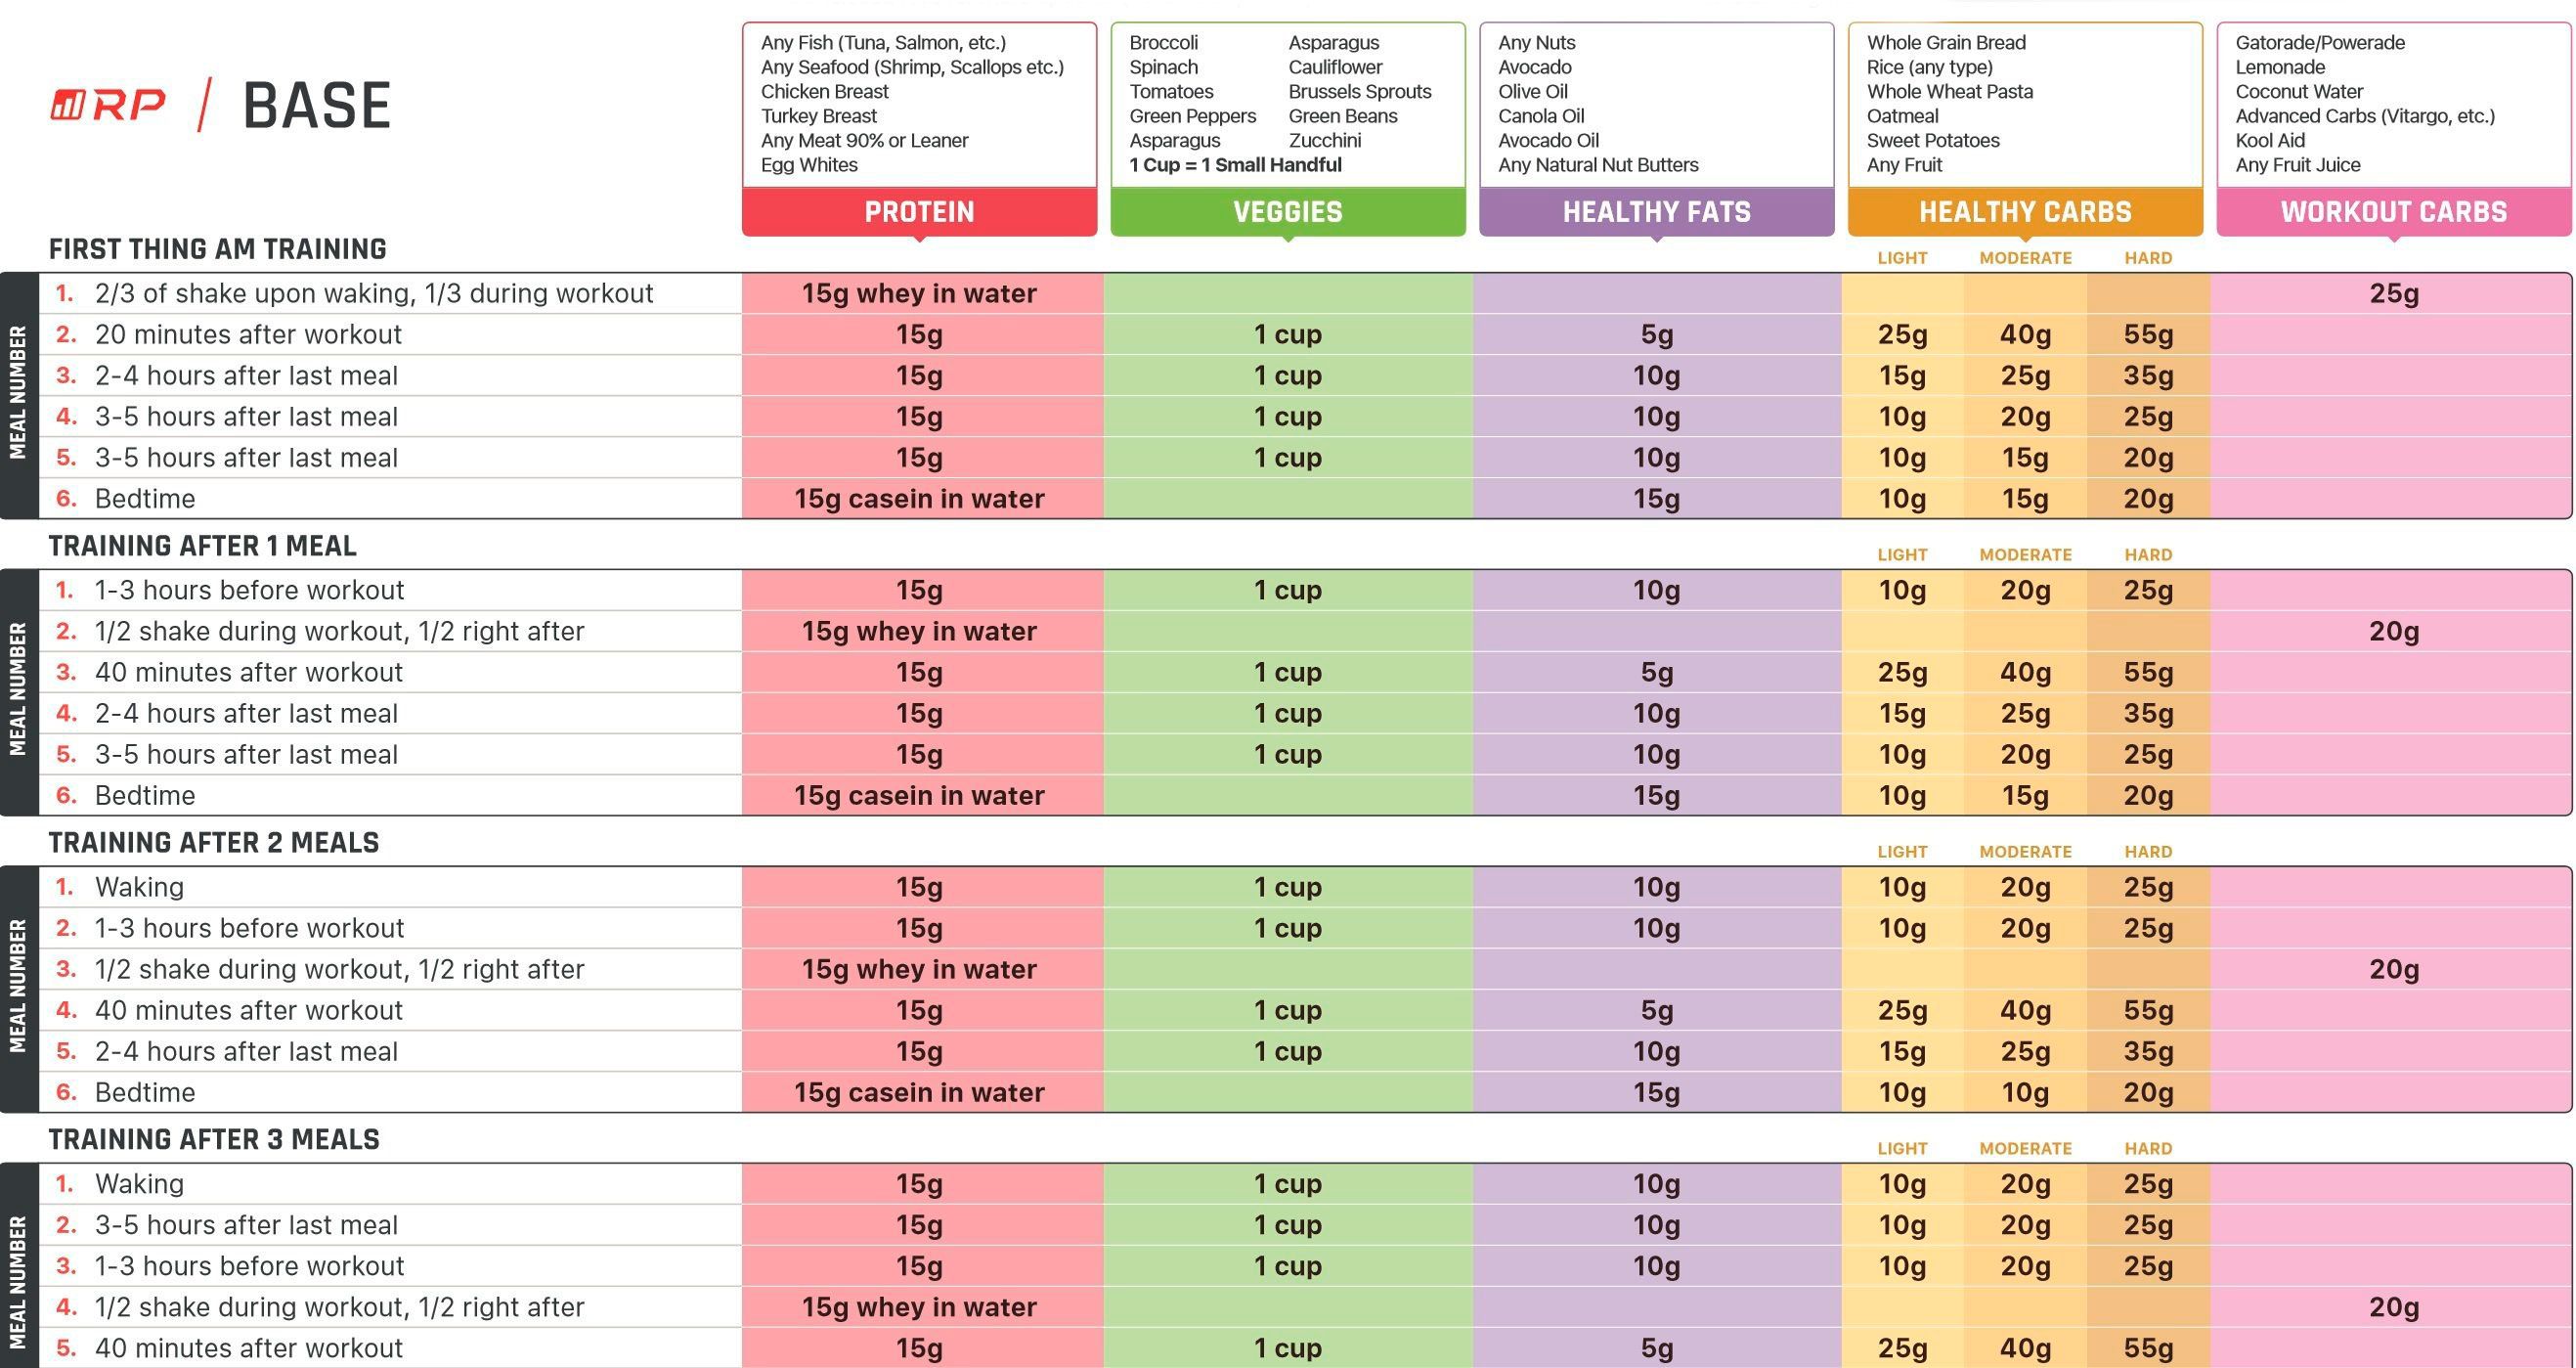 RP / BASE
Any Fish (Tuna, Salmon, etc.)
Any Seafood (Shrimp, Scallops etc.)
Chicken Breast
Turkey Breast
Any Meat 90% or Leaner
Egg Whites
PROTEIN
Broccoli Asparagus
Spinach Cauliflower
Tomatoes Brussels Sprouts
Green Peppers Green Beans
Asparagus Zucchini
1 Cup = 1 Small Handful
VEGGIES
Any Nuts
Avocado
Olive Oil
Canola Oil
Avocado Oil
Any Natural Nut Butters
HEALTHY FATS
Whole Grain Bread
Rice (any type)
Whole Wheat Pasta
Oatmeal
Sweet Potatoes
Any Fruit
HEALTHY CARBS
Gatorade/Powerade
Lemonade
Coconut Water
Advanced Carbs (Vitargo, etc.)
Kool Aid
Any Fruit Juice
WORKOUT CARBS
FIRST THING AM TRAINING LIGHT MODERATE HARD
MEAL NUMBER
1. 2/3 of shake upon waking, 1/3 during workout 15g whey in water 25g
2. 20 minutes after workout 15g 1 cup 5g 25g 40g 55g
3. 2-4 hours after last meal 15g 1 cup 10g 15g 25g 35g
4. 3-5 hours after last meal 15g 1 cup 10g 10g 20g 25g
5. 3-5 hours after last meal 15g 1 cup 10g 10g 15g 20g
6. Bedtime 15g casein in water 15g 10g 15g 20g
TRAINING AFTER 1 MEAL LIGHT MODERATE HARD
MEAL NUMBER
1. 1-3 hours before workout 15g 1 cup 10g 10g 20g 25g
2. 1/2 shake during workout, 1/2 right after 15g whey in water 20g
3. 40 minutes after workout 15g 1 cup 5g 25g 40g 55g
4. 2-4 hours after last meal 15g 1 cup 10g 15g 25g 35g
5. 3-5 hours after last meal 15g 1 cup 10g 10g 20g 25g
6. Bedtime 15g casein in water 15g 10g 15g 20g
TRAINING AFTER 2 MEALS LIGHT MODERATE HARD
MEAL NUMBER
1. Waking 15g 1 cup 10g 10g 20g 25g
2. 1-3 hours before workout 15g 1 cup 10g 10g 20g 25g
3. 1/2 shake during workout, 1/2 right after 15g whey in water 20g
4. 40 minutes after workout 15g 1 cup 5g 25g 40g 55g
5. 2-4 hours after last meal 15g 1 cup 10g 15g 25g 35g
6. Bedtime 15g casein in water 15g 10g 10g 20g
TRAINING AFTER 3 MEALS LIGHT MODERATE HARD
MEAL NUMBER
1. Waking 15g 1 cup 10g 10g 20g 25g
2. 3-5 hours after last meal 15g 1 cup 10g 10g 20g 25g
3. 1-3 hours before workout 15g 1 cup 10g 10g 20g 25g
4. 1/2 shake during workout, 1/2 right after 15g whey in water 20g
5. 40 minutes after workout 15g 1 cup 5g 25g 40g 55g